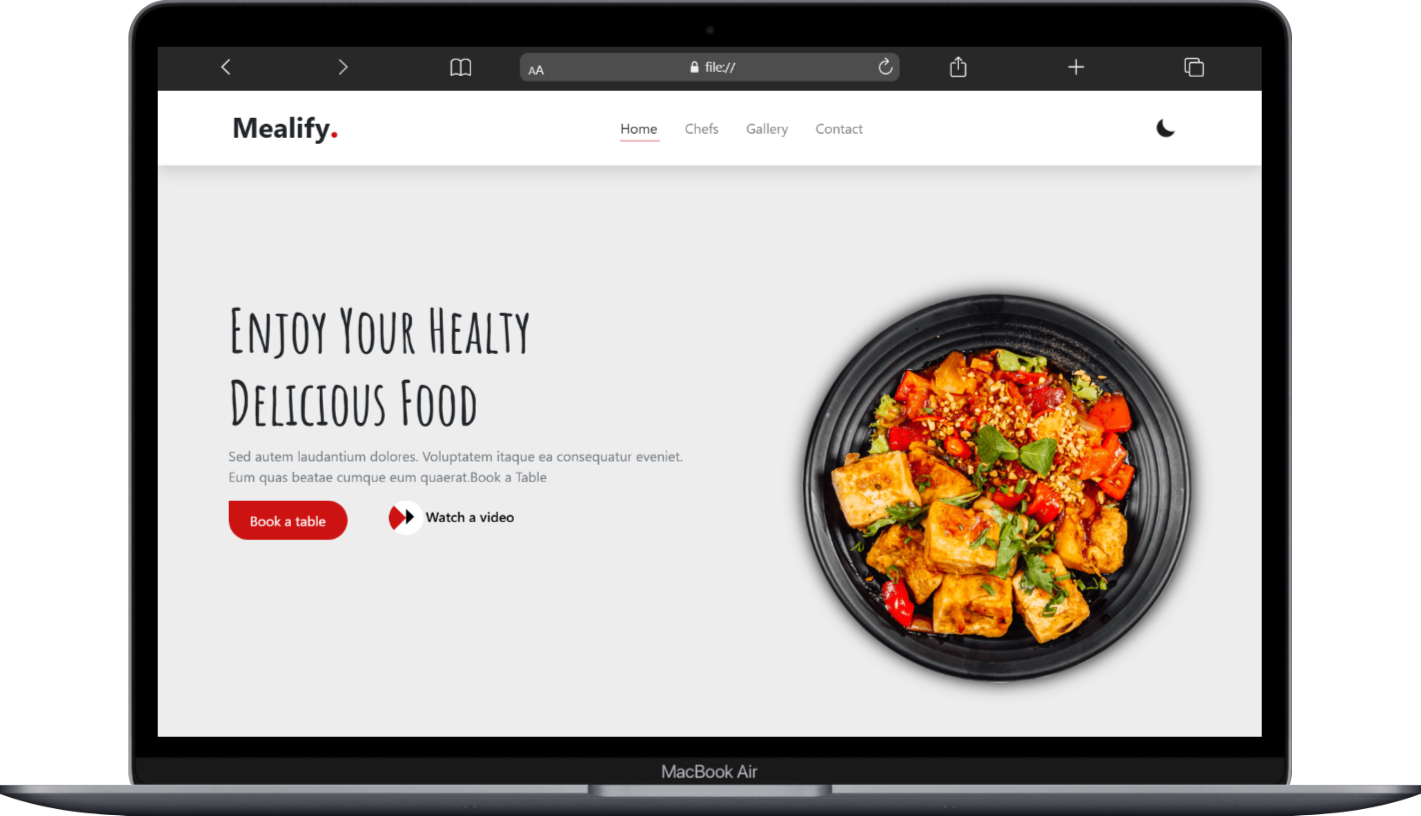 AA file://
Mealify.
Home Chefs Gallery Contact
Enjoy Your Healty
Delicious Food
Sed autem laudantium dolores. Voluptatem itaque ea consequatur eveniet.
Eum quas beatae cumque eum quaerat.Book a Table
Book a table Watch a video
MacBook Air